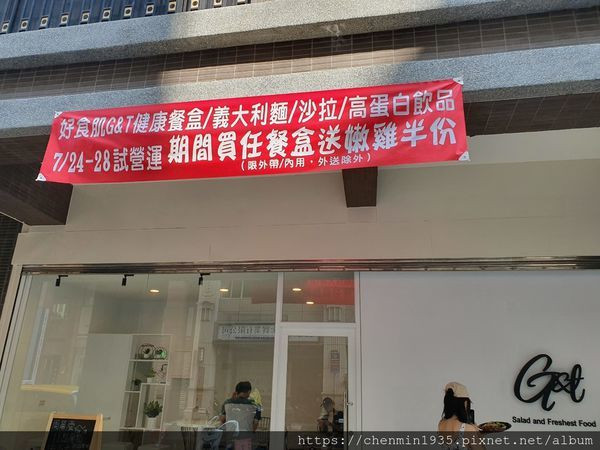 好食肌G&T健康餐盒/義大利麵/沙拉/高蛋白飲品
7/24-28試營運 期間買任餐盒送嫩雞半份
(限外帶/內用，外送除外)
G&t
Salad and Freshest Food
https://chenmin1935.pixnet.net/album